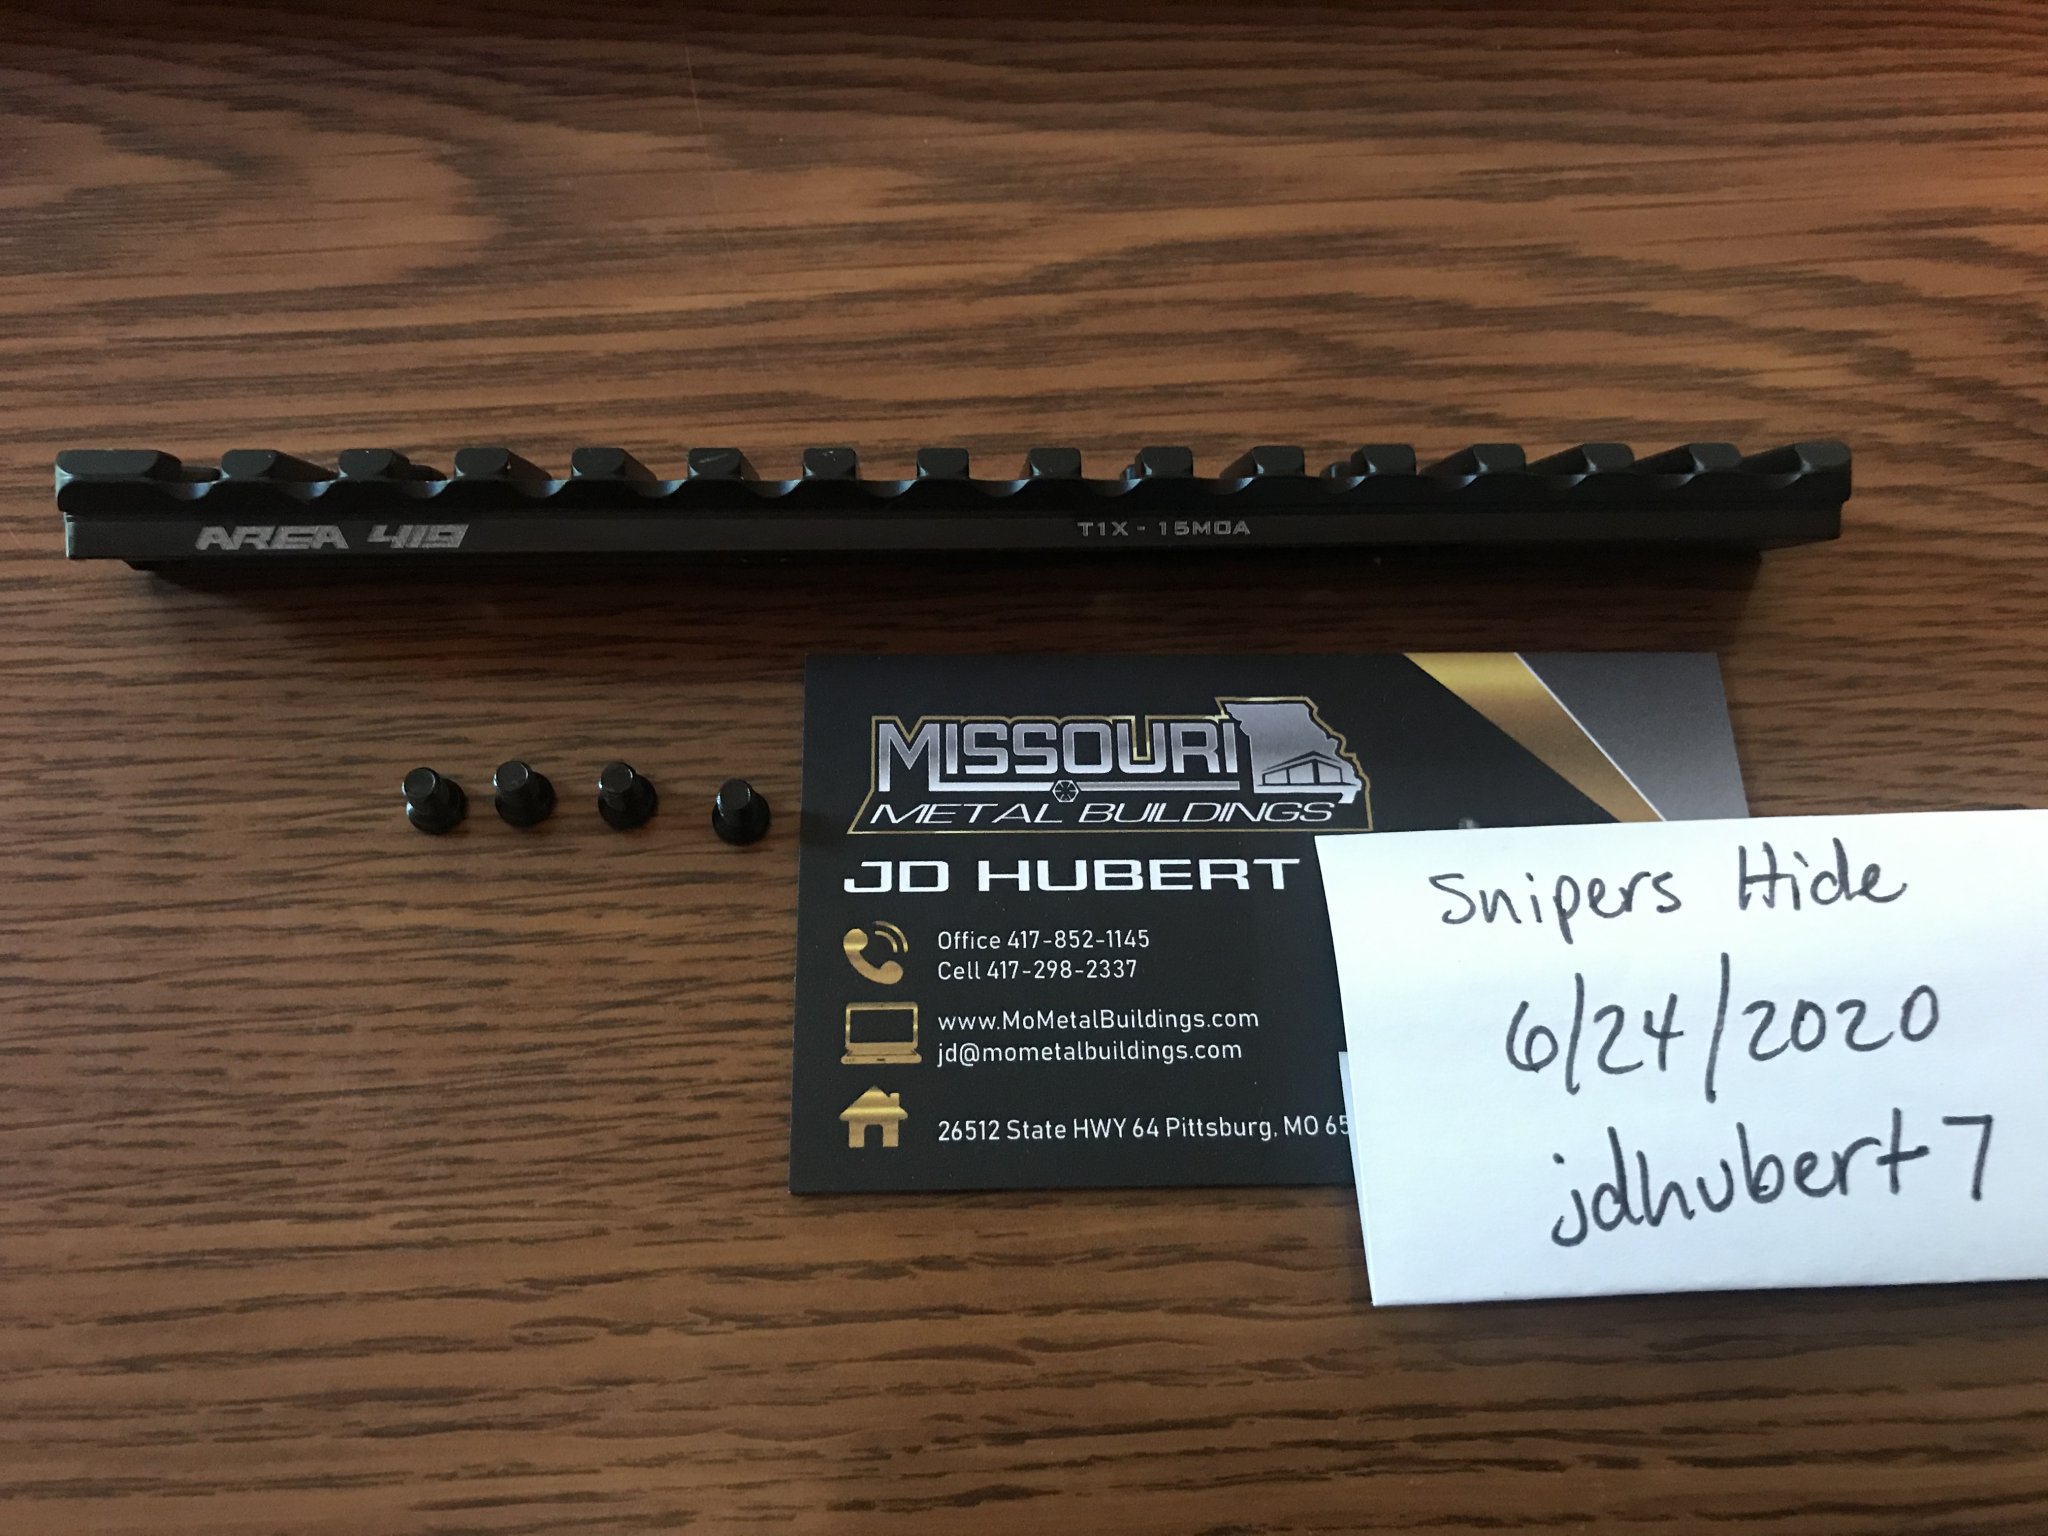 AREA 419
T1X - 15MOA
MISSOURI
METAL BUILDINGS
JD HUBERT
Office 417-852-1145
Cell 417-298-2337
www.MoMetalBuildings.com
jd@mometalbuildings.com
26512 State HWY 64 Pittsburg, MO 65
Snipers Hide
6/24/2020
jdhubert7